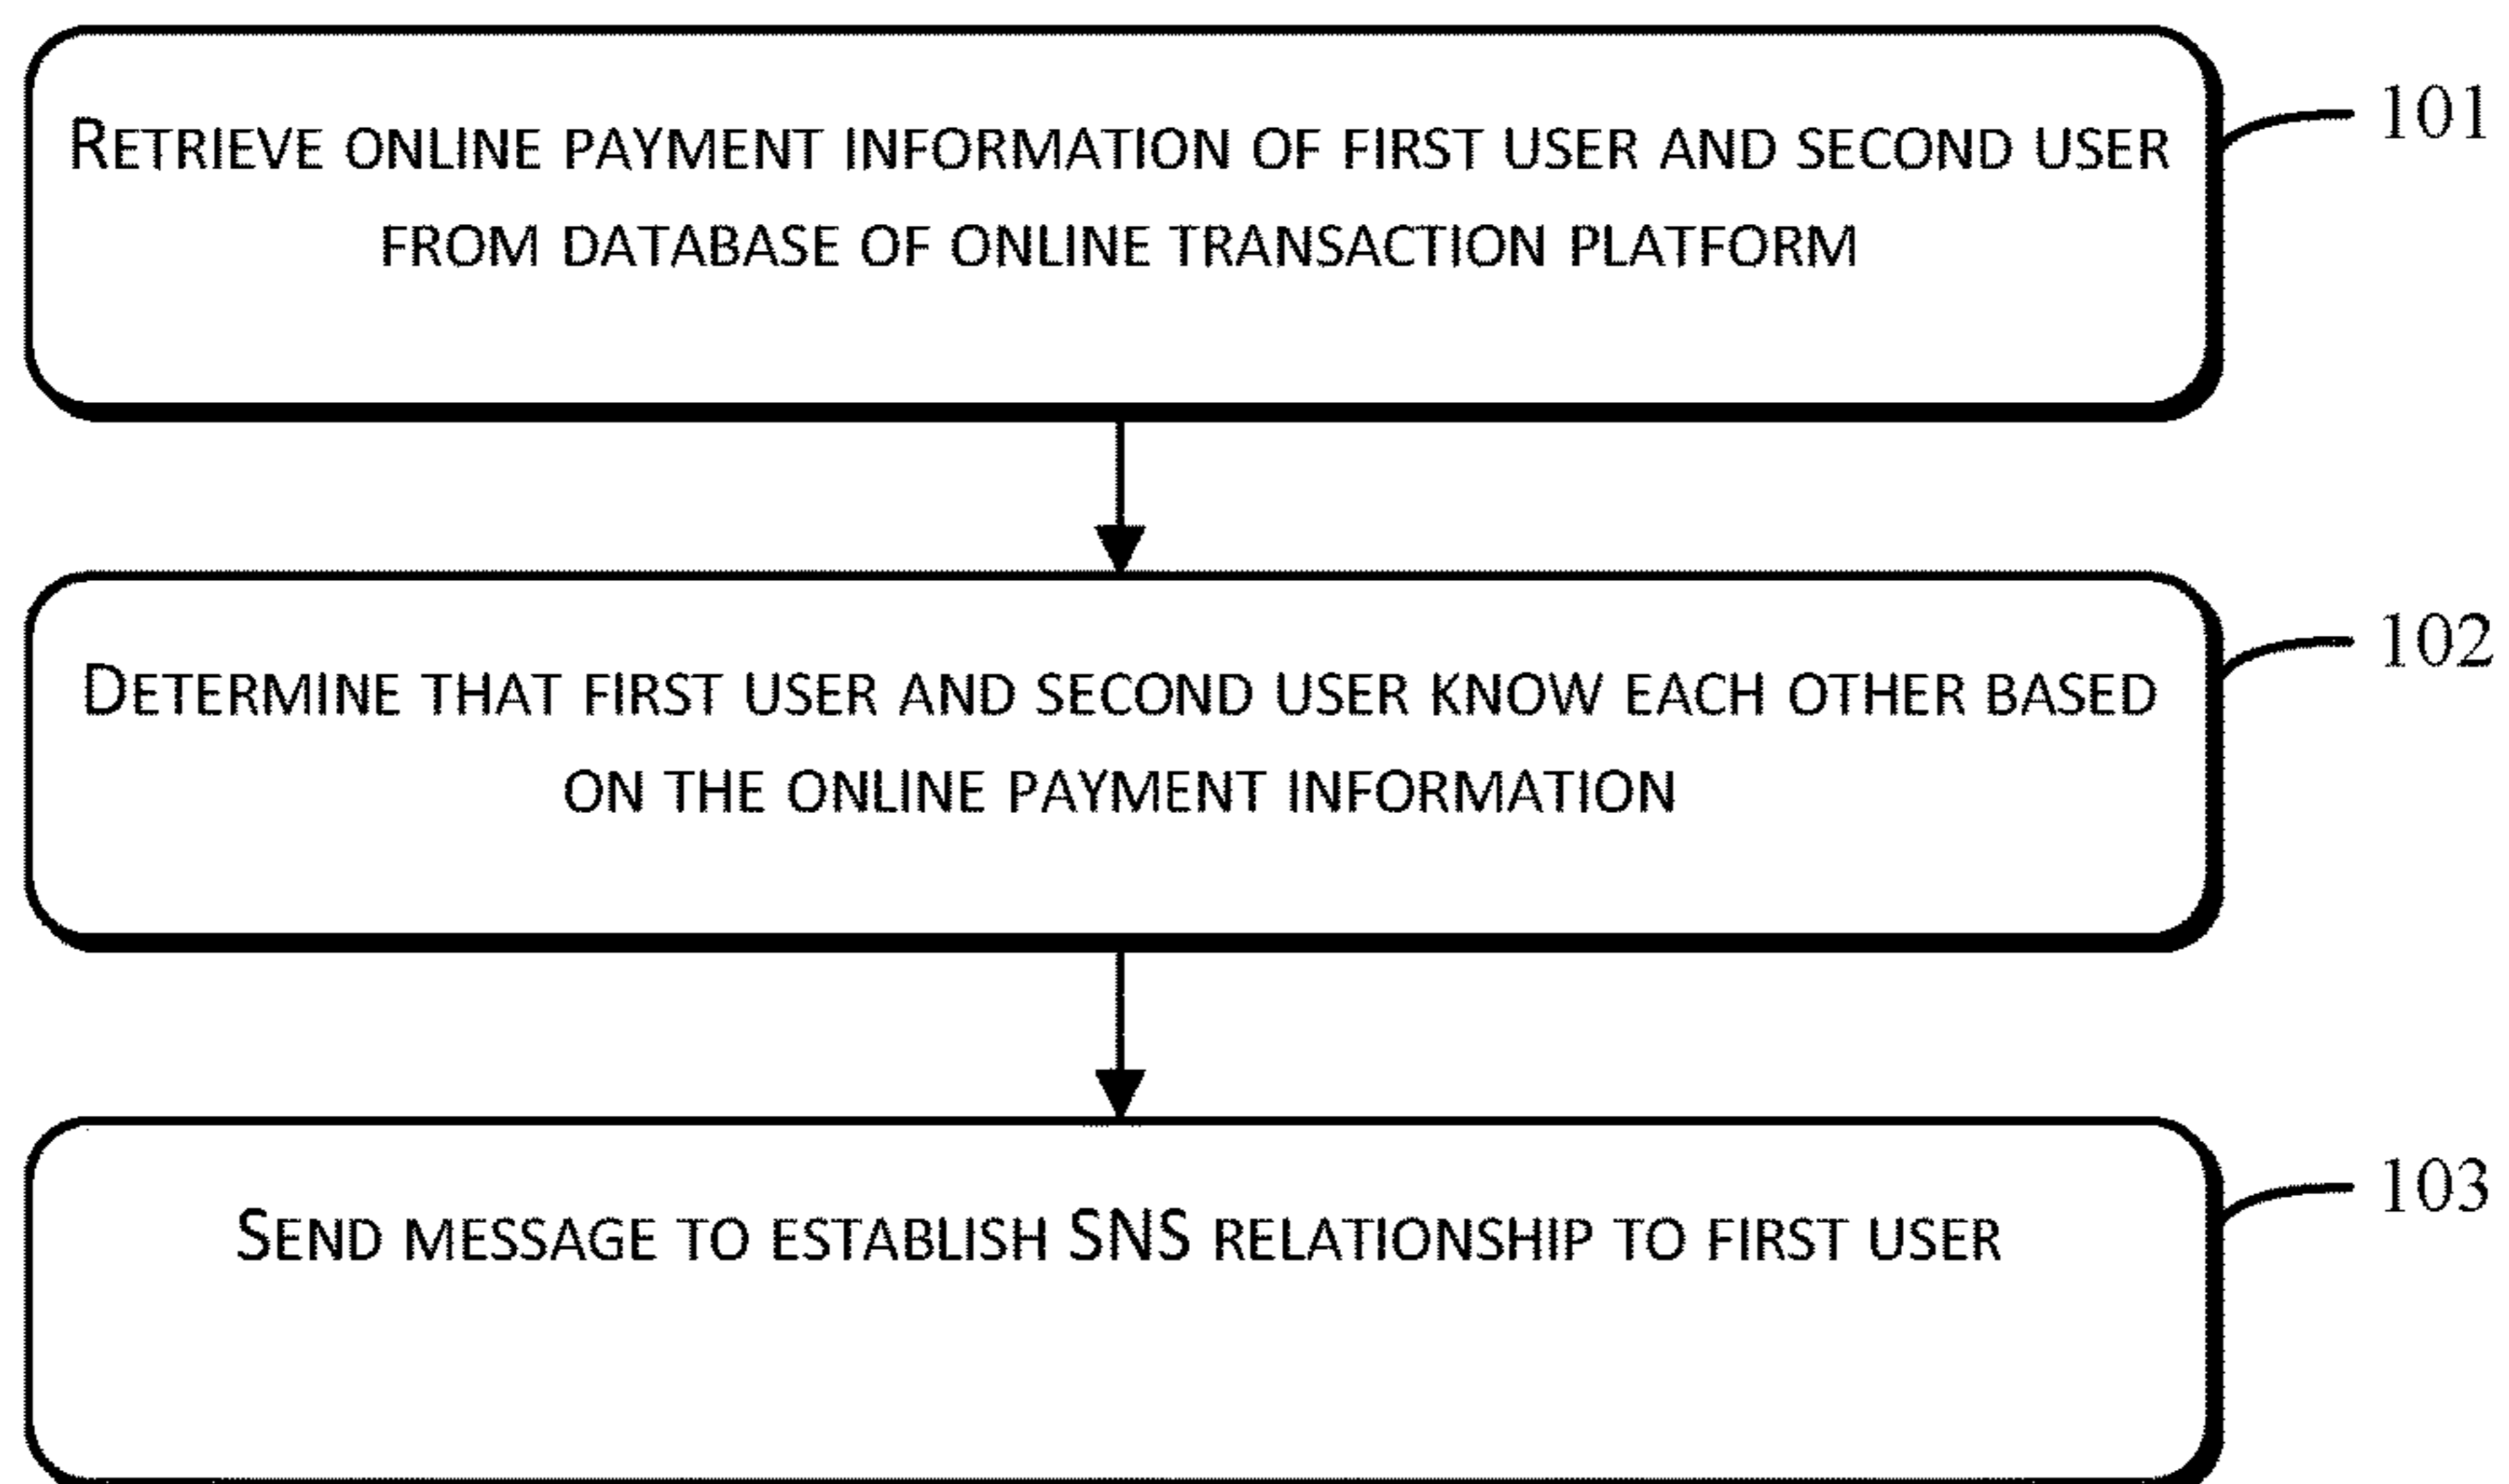 RETRIEVE ONLINE PAYMENT INFORMATION OF FIRST USER AND SECOND USER
FROM DATABASE OF ONLINE TRANSACTION PLATFORM
101
DETERMINE THAT FIRST USER AND SECOND USER KNOW EACH OTHER BASED
ON THE ONLINE PAYMENT INFORMATION
102
SEND MESSAGE TO ESTABLISH SNS RELATIONSHIP TO FIRST USER
103